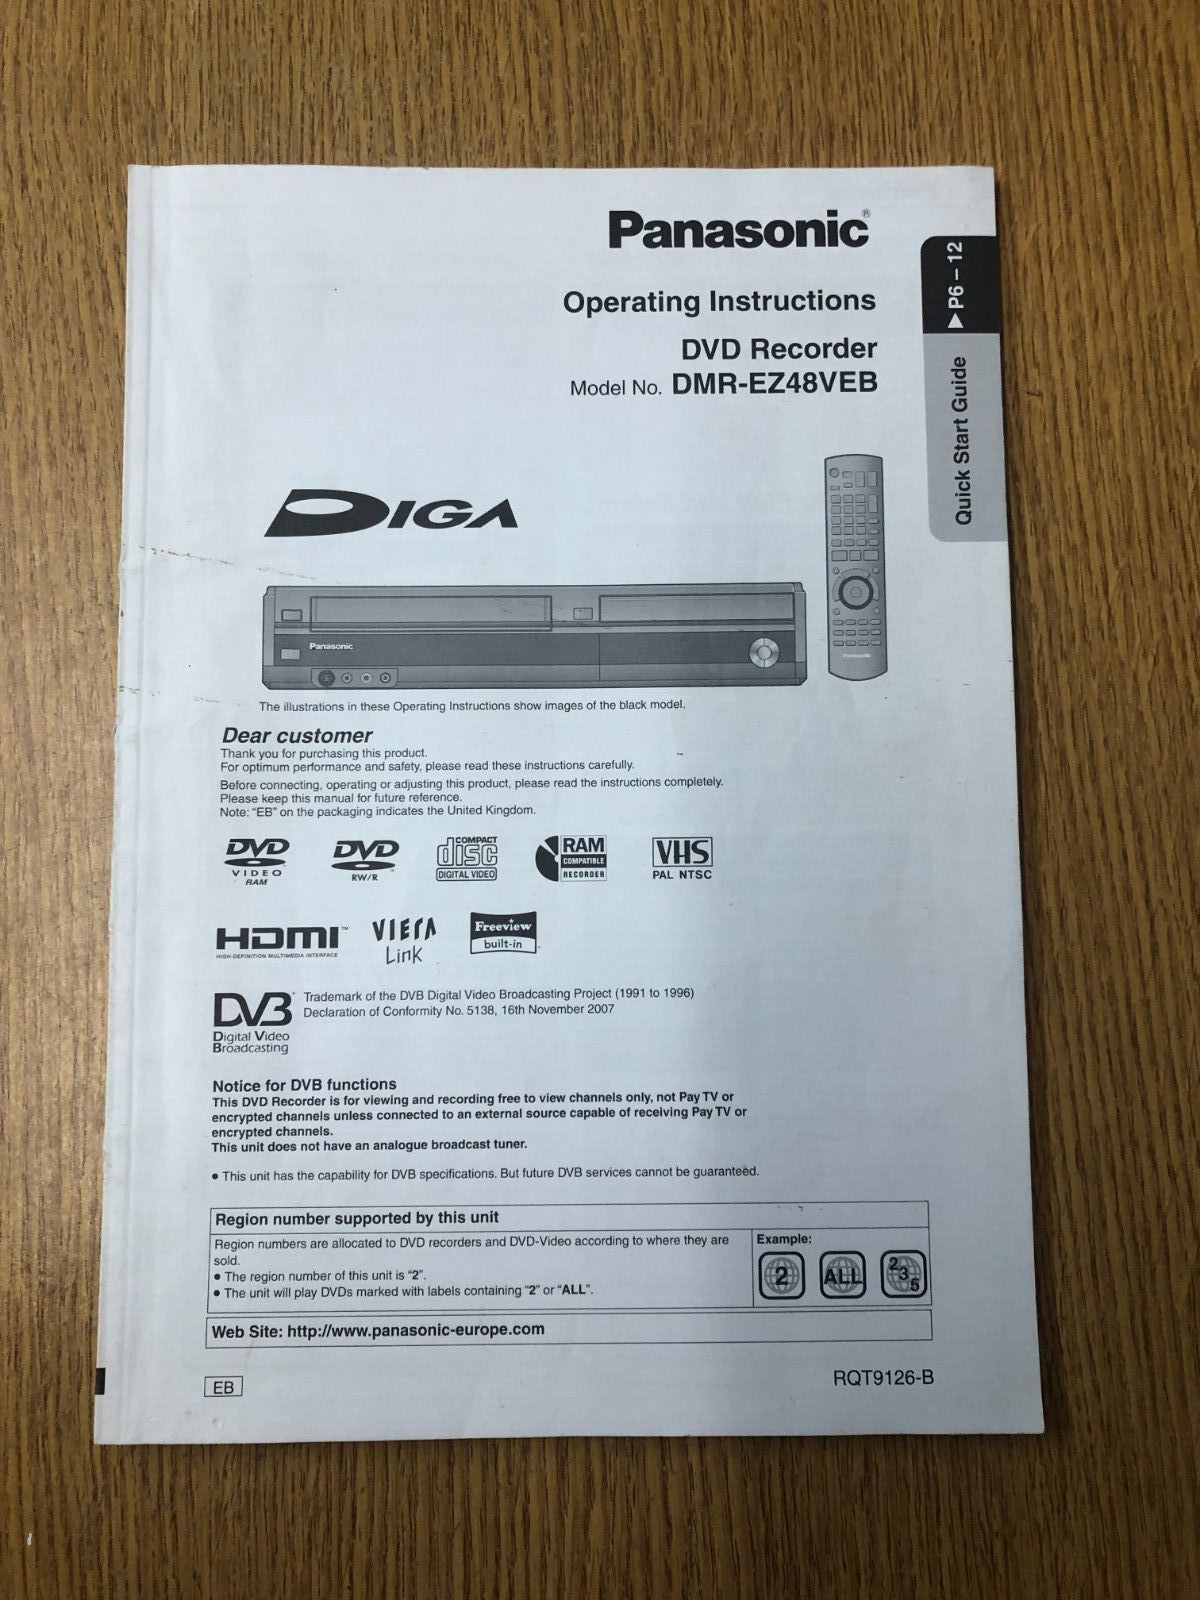 Panasonic®
Operating Instructions
DVD Recorder
Model No. DMR-EZ48VEB
▶P6 – 12
Quick Start Guide
DIGA
Panasonic
Panasonic
The illustrations in these Operating Instructions show images of the black model.
Dear customer
Thank you for purchasing this product.
For optimum performance and safety, please read these instructions carefully.
Before connecting, operating or adjusting this product, please read the instructions completely.
Please keep this manual for future reference.
Note: "EB" on the packaging indicates the United Kingdom.
DVD VIDEO RAM
DVD RW/R
COMPACT disc DIGITAL VIDEO
RAM COMPATIBLE RECORDER
VHS PAL NTSC
HDMI™
HIGH DEFINITION MULTIMEDIA INTERFACE
VIERA Link
Freeview built-in
DVB Digital Video Broadcasting
Trademark of the DVB Digital Video Broadcasting Project (1991 to 1996)
Declaration of Conformity No. 5138, 16th November 2007
Notice for DVB functions
This DVD Recorder is for viewing and recording free to view channels only, not Pay TV or
encrypted channels unless connected to an external source capable of receiving Pay TV or
encrypted channels.
This unit does not have an analogue broadcast tuner.
● This unit has the capability for DVB specifications. But future DVB services cannot be guaranteed.
Region number supported by this unit
Region numbers are allocated to DVD recorders and DVD-Video according to where they are
sold.
● The region number of this unit is "2".
● The unit will play DVDs marked with labels containing "2" or "ALL".
Example:
2 ALL 2 3 5
Web Site: http://www.panasonic-europe.com
EB
RQT9126-B